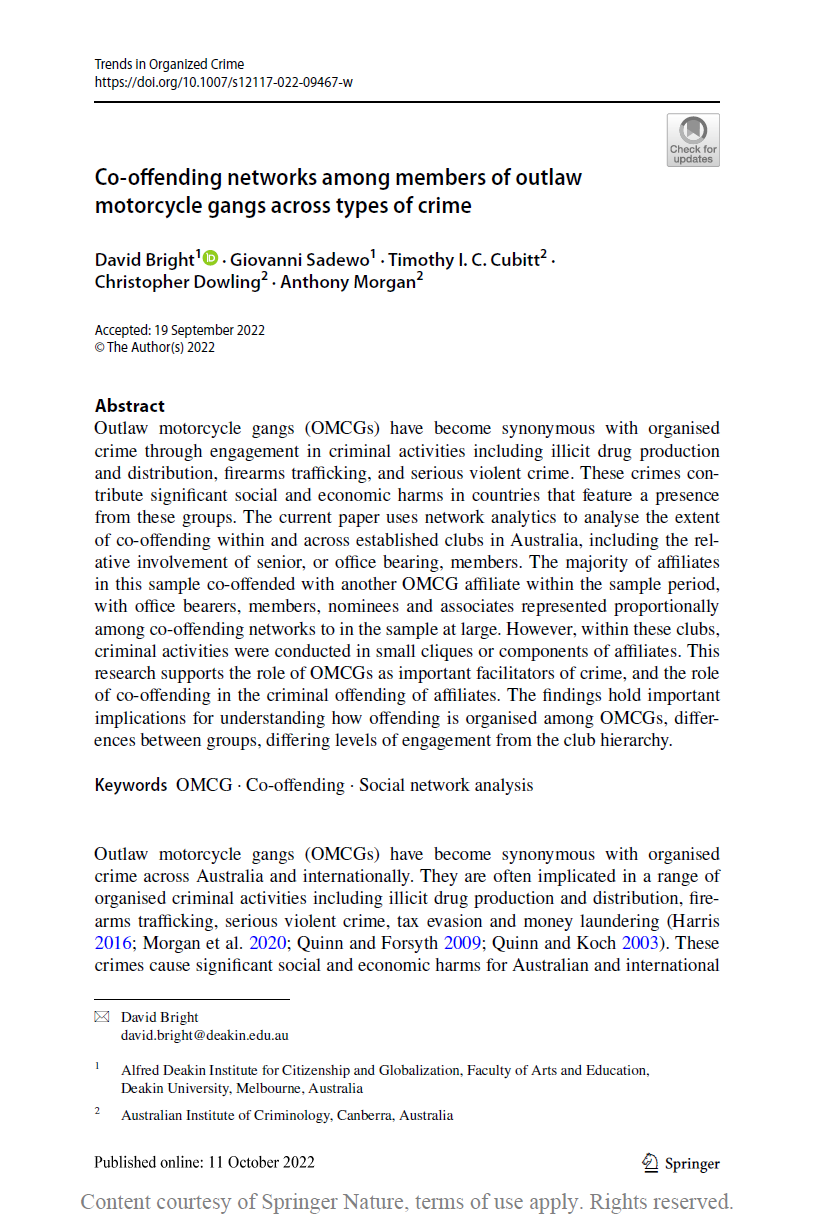 Trends in Organized Crime
https://doi.org/10.1007/s12117-022-09467-w
Check for
updates
Co-offending networks among members of outlaw
motorcycle gangs across types of crime
David Bright1 iD · Giovanni Sadewo1 · Timothy I. C. Cubitt2 ·
Christopher Dowling2 · Anthony Morgan2
Accepted: 19 September 2022
© The Author(s) 2022
Abstract
Outlaw motorcycle gangs (OMCGs) have become synonymous with organised
crime through engagement in criminal activities including illicit drug production
and distribution, firearms trafficking, and serious violent crime. These crimes con-
tribute significant social and economic harms in countries that feature a presence
from these groups. The current paper uses network analytics to analyse the extent
of co-offending within and across established clubs in Australia, including the rel-
ative involvement of senior, or office bearing, members. The majority of affiliates
in this sample co-offended with another OMCG affiliate within the sample period,
with office bearers, members, nominees and associates represented proportionally
among co-offending networks to in the sample at large. However, within these clubs,
criminal activities were conducted in small cliques or components of affiliates. This
research supports the role of OMCGs as important facilitators of crime, and the role
of co-offending in the criminal offending of affiliates. The findings hold important
implications for understanding how offending is organised among OMCGs, differ-
ences between groups, differing levels of engagement from the club hierarchy.
Keywords OMCG · Co-offending · Social network analysis
Outlaw motorcycle gangs (OMCGs) have become synonymous with organised
crime across Australia and internationally. They are often implicated in a range of
organised criminal activities including illicit drug production and distribution, fire-
arms trafficking, serious violent crime, tax evasion and money laundering (Harris
2016; Morgan et al. 2020; Quinn and Forsyth 2009; Quinn and Koch 2003). These
crimes cause significant social and economic harms for Australian and international
David Bright
david.bright@deakin.edu.au
1 Alfred Deakin Institute for Citizenship and Globalization, Faculty of Arts and Education,
Deakin University, Melbourne, Australia
2 Australian Institute of Criminology, Canberra, Australia
Published online: 11 October 2022
Springer
Content courtesy of Springer Nature, terms of use apply. Rights reserved.